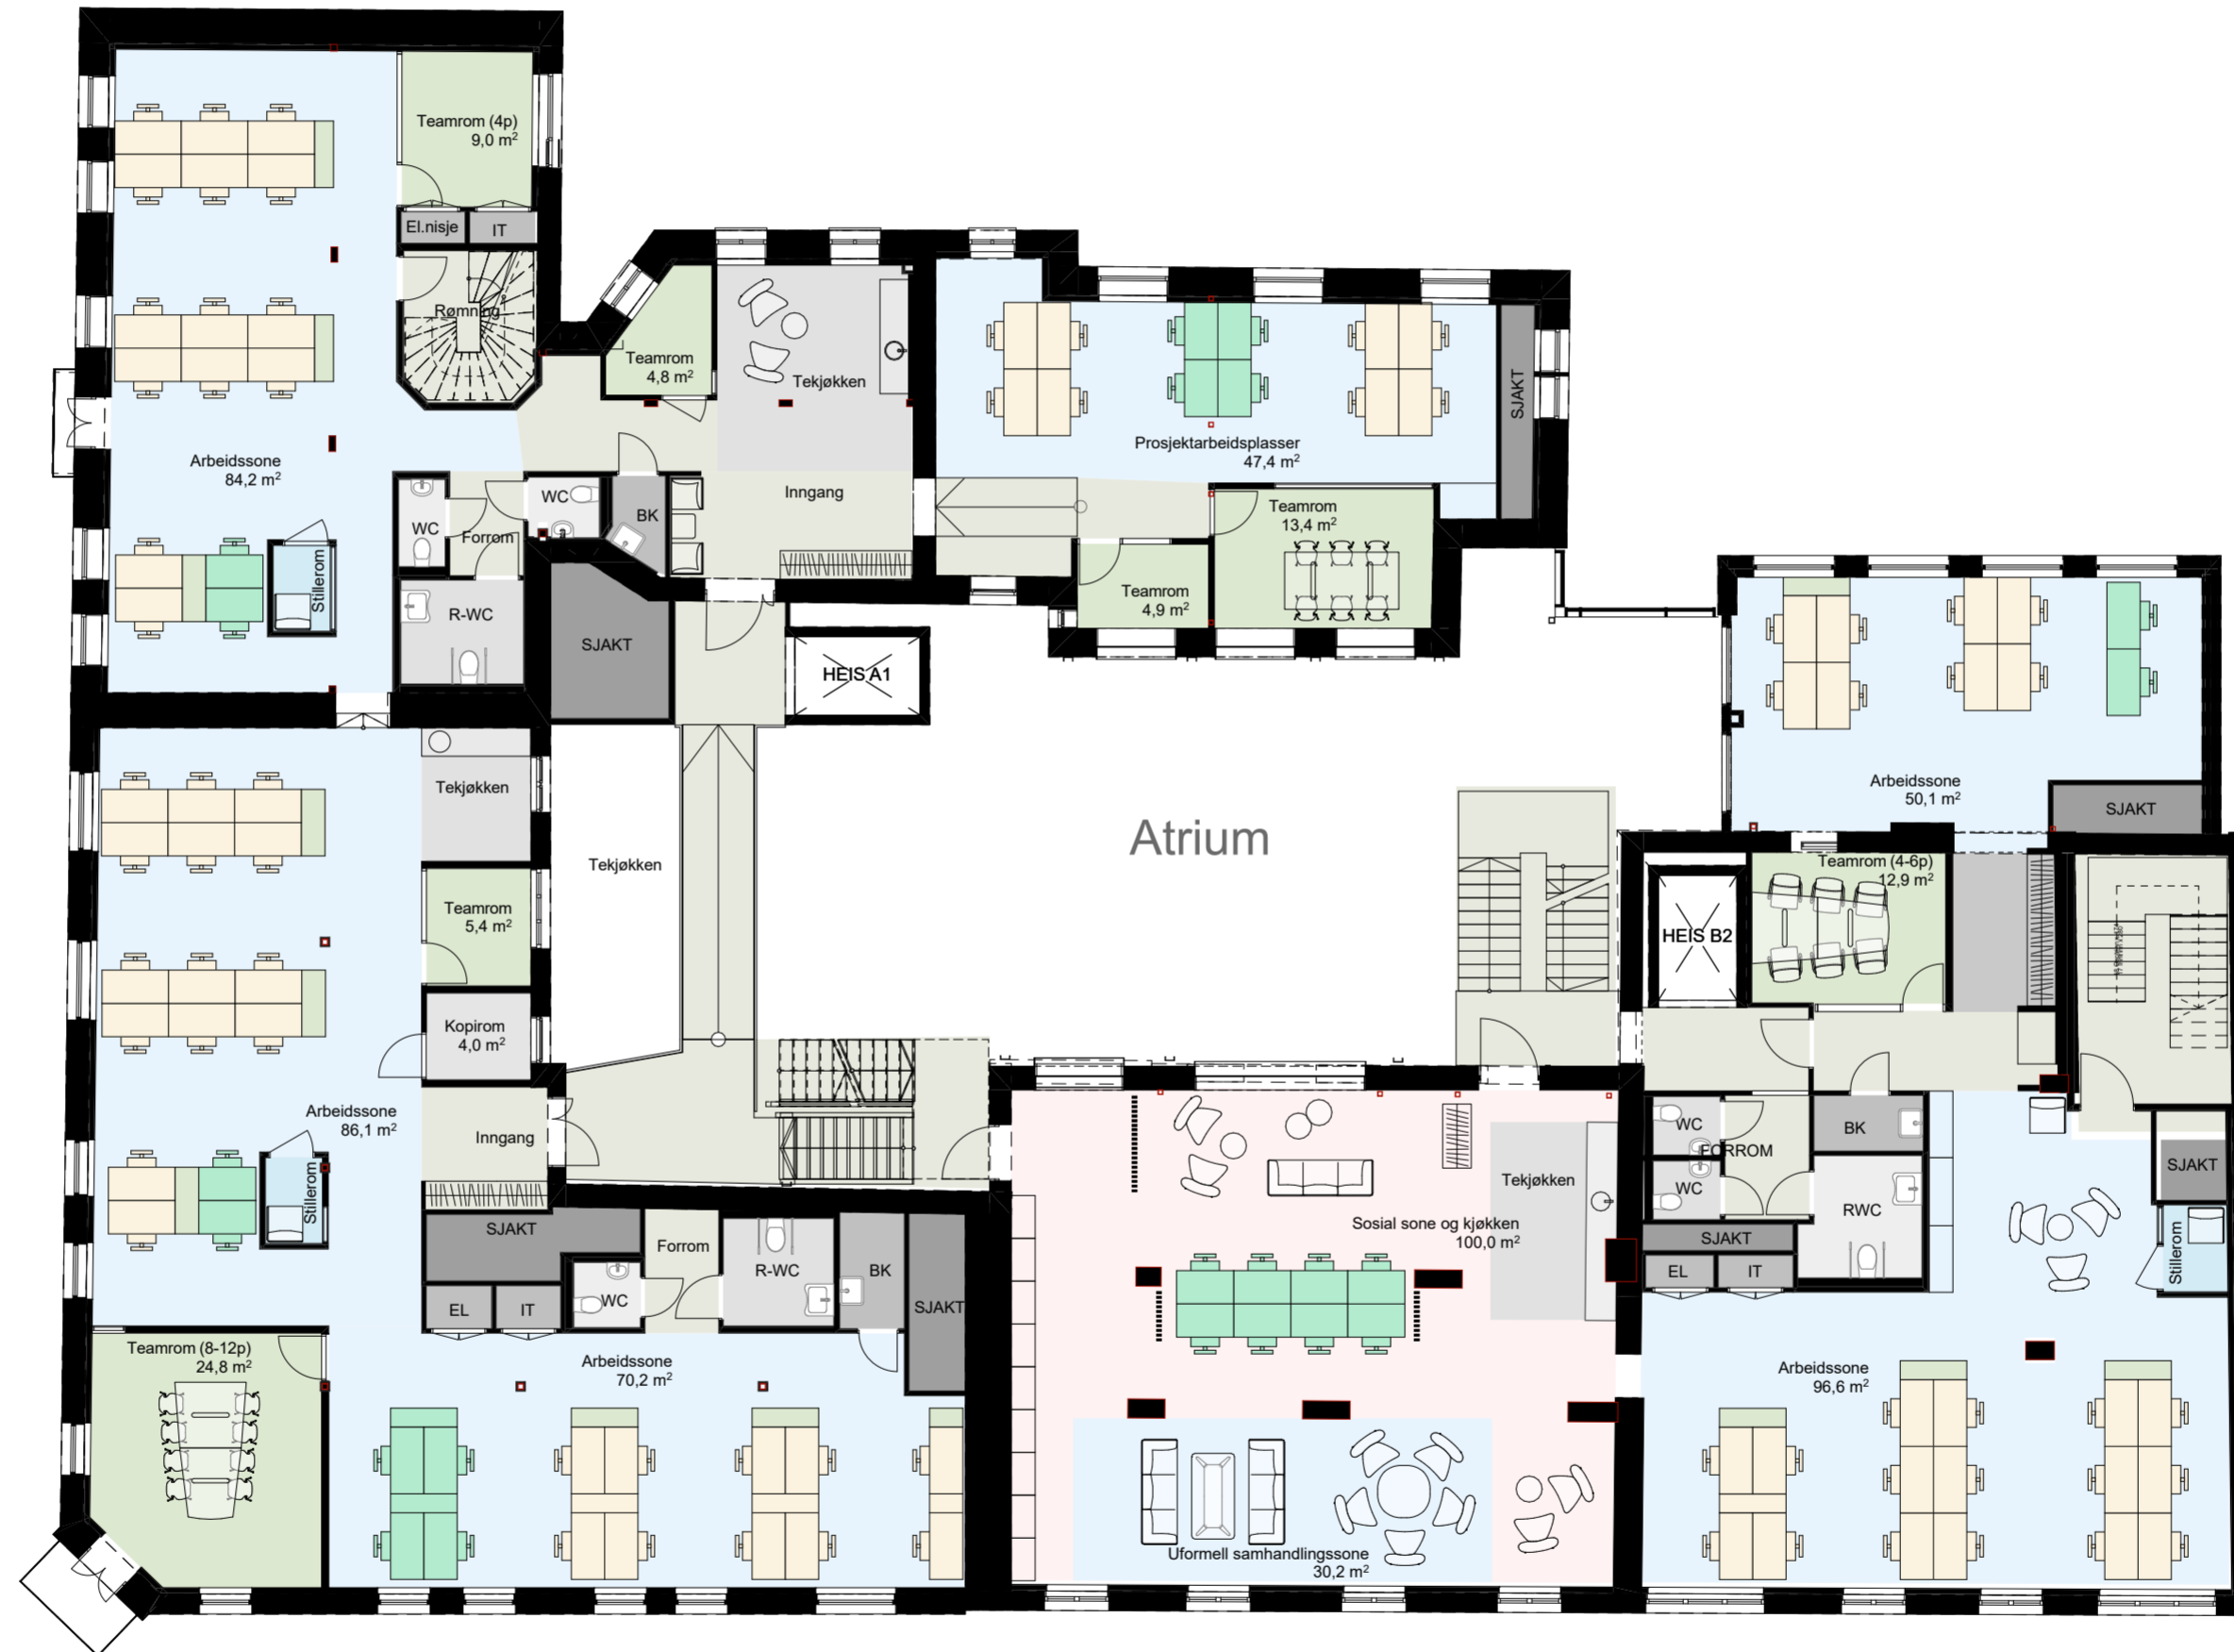 Teamrom (4p)
9,0 m²
El.nisje
IT
Rømning
Teamrom
4,8 m²
Tekjøkken
Arbeidssone
84,2 m²
Prosjektarbeidsplasser
47,4 m²
SJAKT
WC
WC
Forrom
BK
Inngang
Teamrom
13,4 m²
Teamrom
4,9 m²
Stillerom
R-WC
SJAKT
HEIS A1
Tekjøkken
Tekjøkken
Atrium
Arbeidssone
50,1 m²
SJAKT
Teamrom (4-6p)
12,9 m²
HEIS B2
Teamrom
5,4 m²
Kopirom
4,0 m²
Arbeidssone
86,1 m²
Inngang
Stillerom
SJAKT
Forrom
R-WC
BK
SJAKT
EL
IT
WC
Tekjøkken
Sosial sone og kjøkken
100,0 m²
WC
FORROM
WC
BK
RWC
SJAKT
EL
IT
SJAKT
Stillerom
Teamrom (8-12p)
24,8 m²
Arbeidssone
70,2 m²
Arbeidssone
96,6 m²
Uformell samhandlingssone
30,2 m²